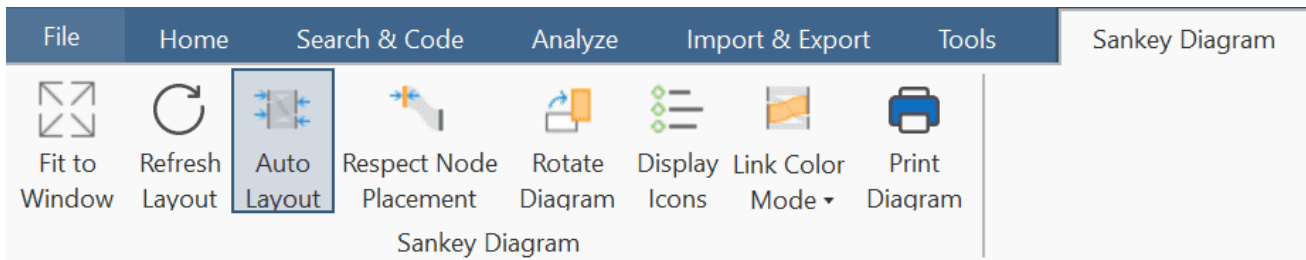 File Home Search & Code Analyze Import & Export Tools Sankey Diagram
Fit to Refresh Auto Respect Node Rotate Display Link Color Print
Window Layout Layout Placement Diagram Icons Mode Diagram
Sankey Diagram